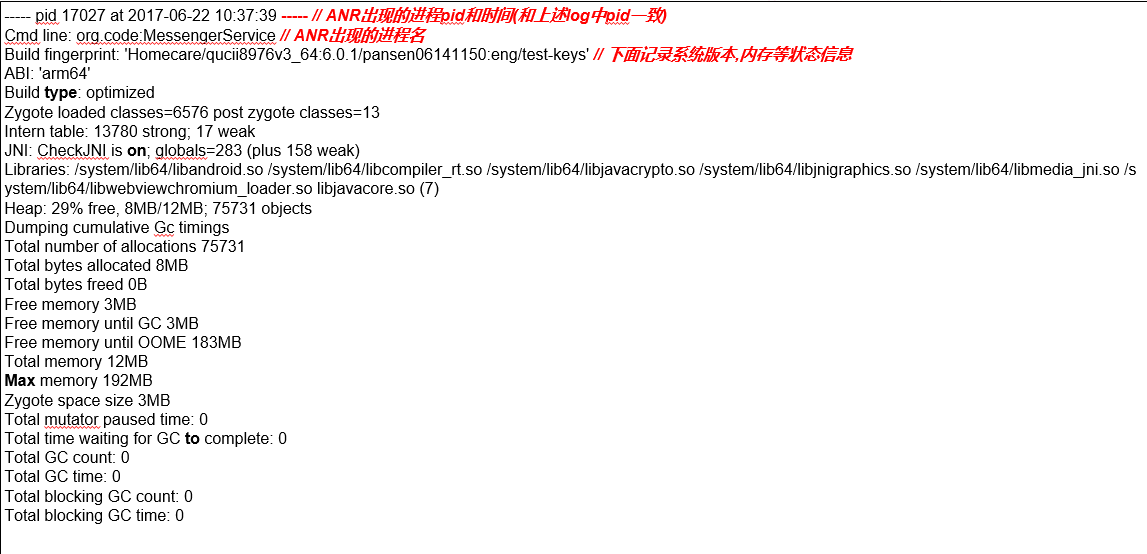 ----- pid 17027 at 2017-06-22 10:37:39 ----- // ANR出现的进程pid和时间(和上述log中pid一致)
Cmd line: org.code:MessengerService // ANR出现的进程名
Build fingerprint: 'Homecare/qucii8976v3_64:6.0.1/pansen06141150:eng/test-keys' // 下面记录系统版本,内存等状态信息
ABI: 'arm64'
Build type: optimized
Zygote loaded classes=6576 post zygote classes=13
Intern table: 13780 strong; 17 weak
JNI: CheckJNI is on; globals=283 (plus 158 weak)
Libraries: /system/lib64/libandroid.so /system/lib64/libcompiler_rt.so /system/lib64/libjavacrypto.so /system/lib64/libjnigraphics.so /system/lib64/libmedia_jni.so /s
ystem/lib64/libwebviewchromium_loader.so libjavacore.so (7)
Heap: 29% free, 8MB/12MB; 75731 objects
Dumping cumulative Gc timings
Total number of allocations 75731
Total bytes allocated 8MB
Total bytes freed 0B
Free memory 3MB
Free memory until GC 3MB
Free memory until OOME 183MB
Total memory 12MB
Max memory 192MB
Zygote space size 3MB
Total mutator paused time: 0
Total time waiting for GC to complete: 0
Total GC count: 0
Total GC time: 0
Total blocking GC count: 0
Total blocking GC time: 0